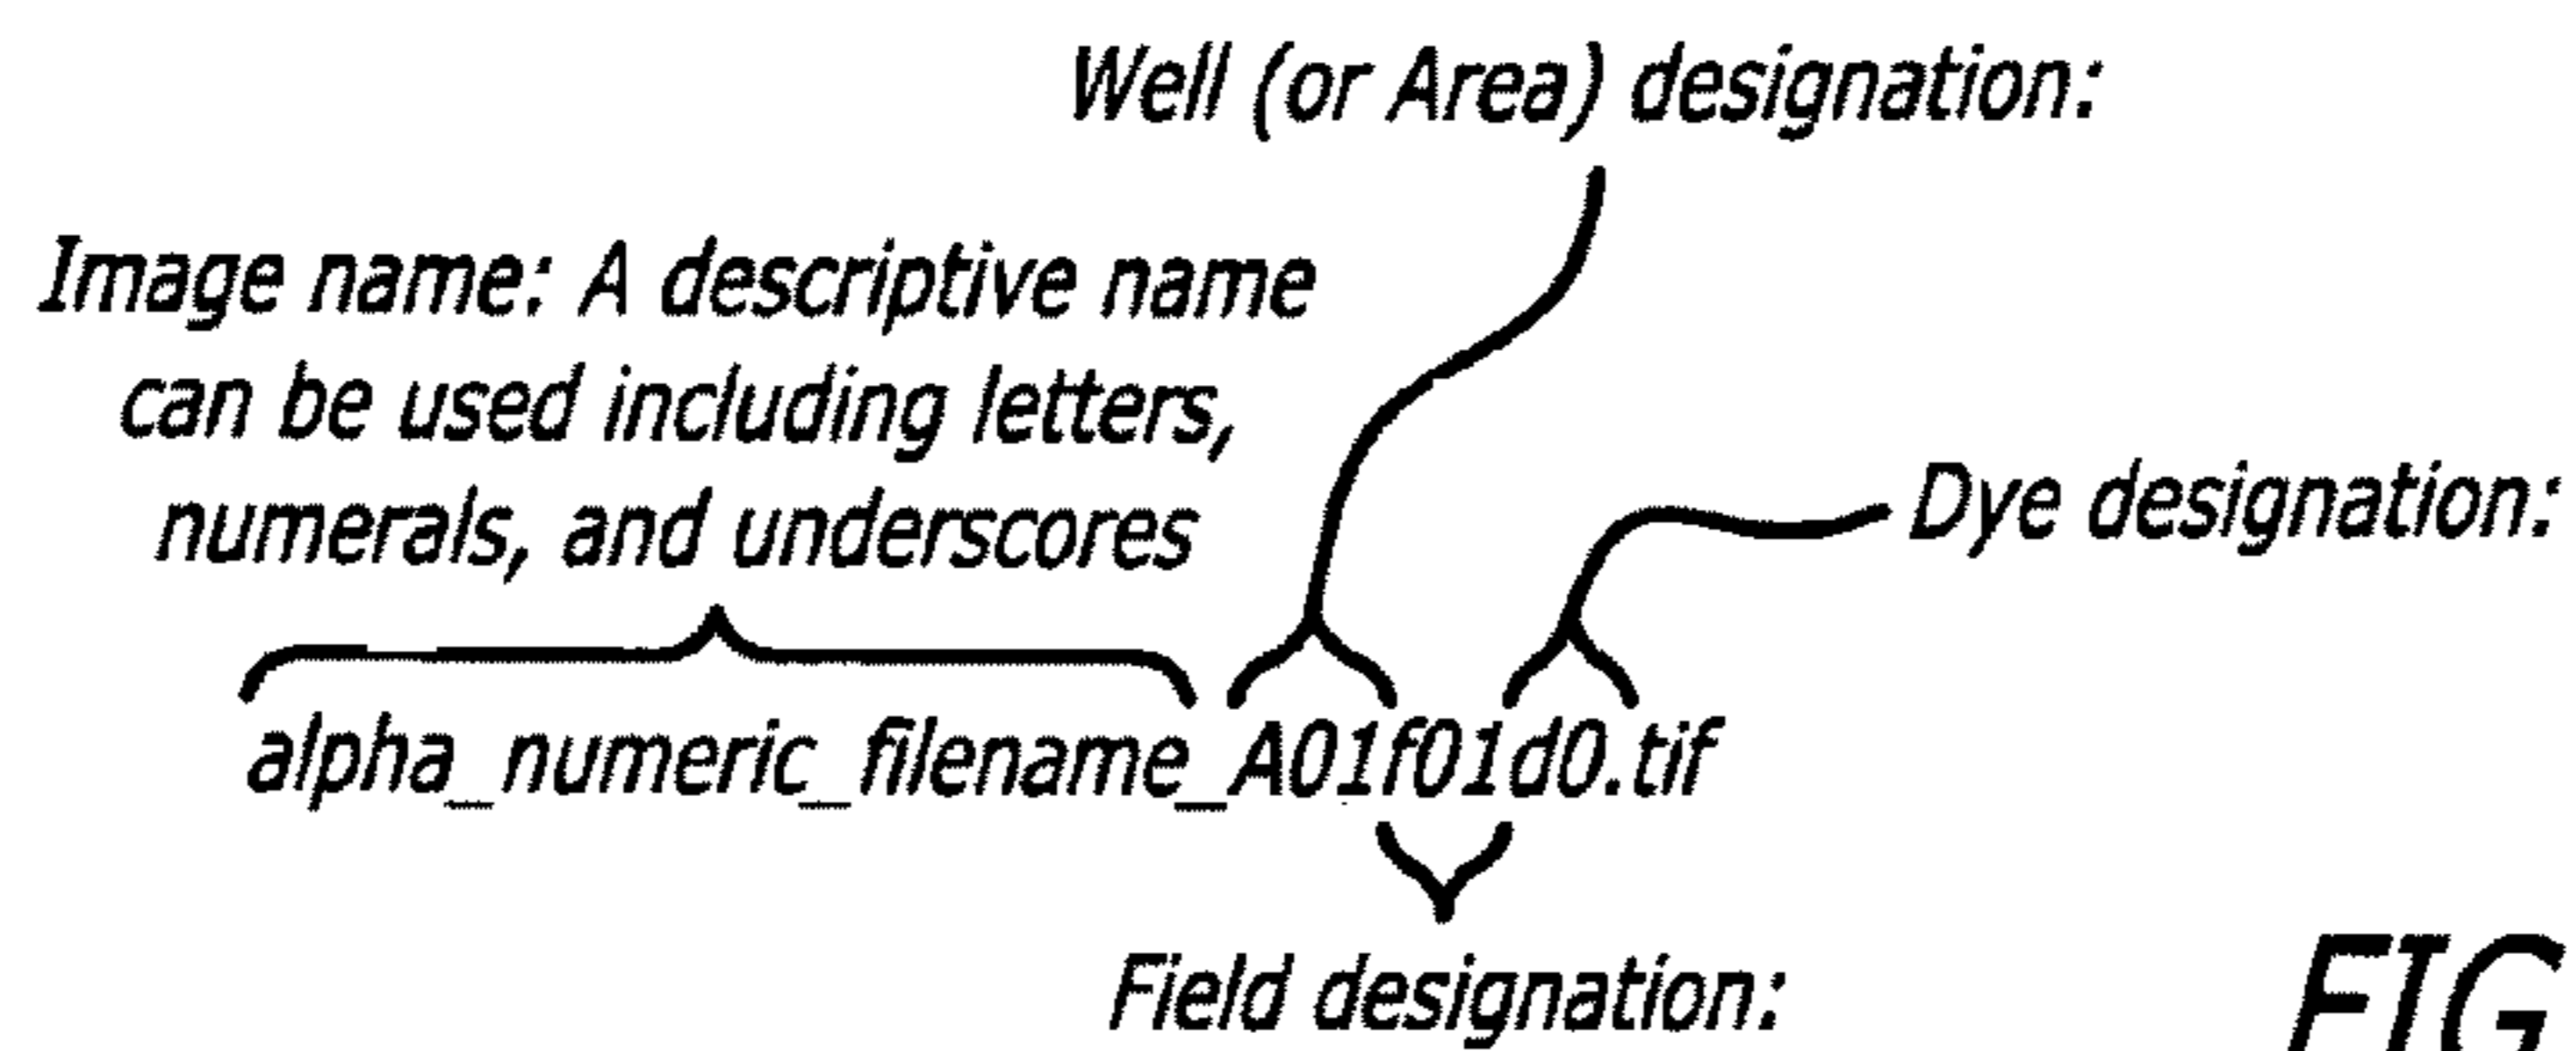 Well (or Area) designation:
Image name: A descriptive name
can be used including letters,
numerals, and underscores
Dye designation:
alpha_numeric_filename_A01f01d0.tif
Field designation:
FIG